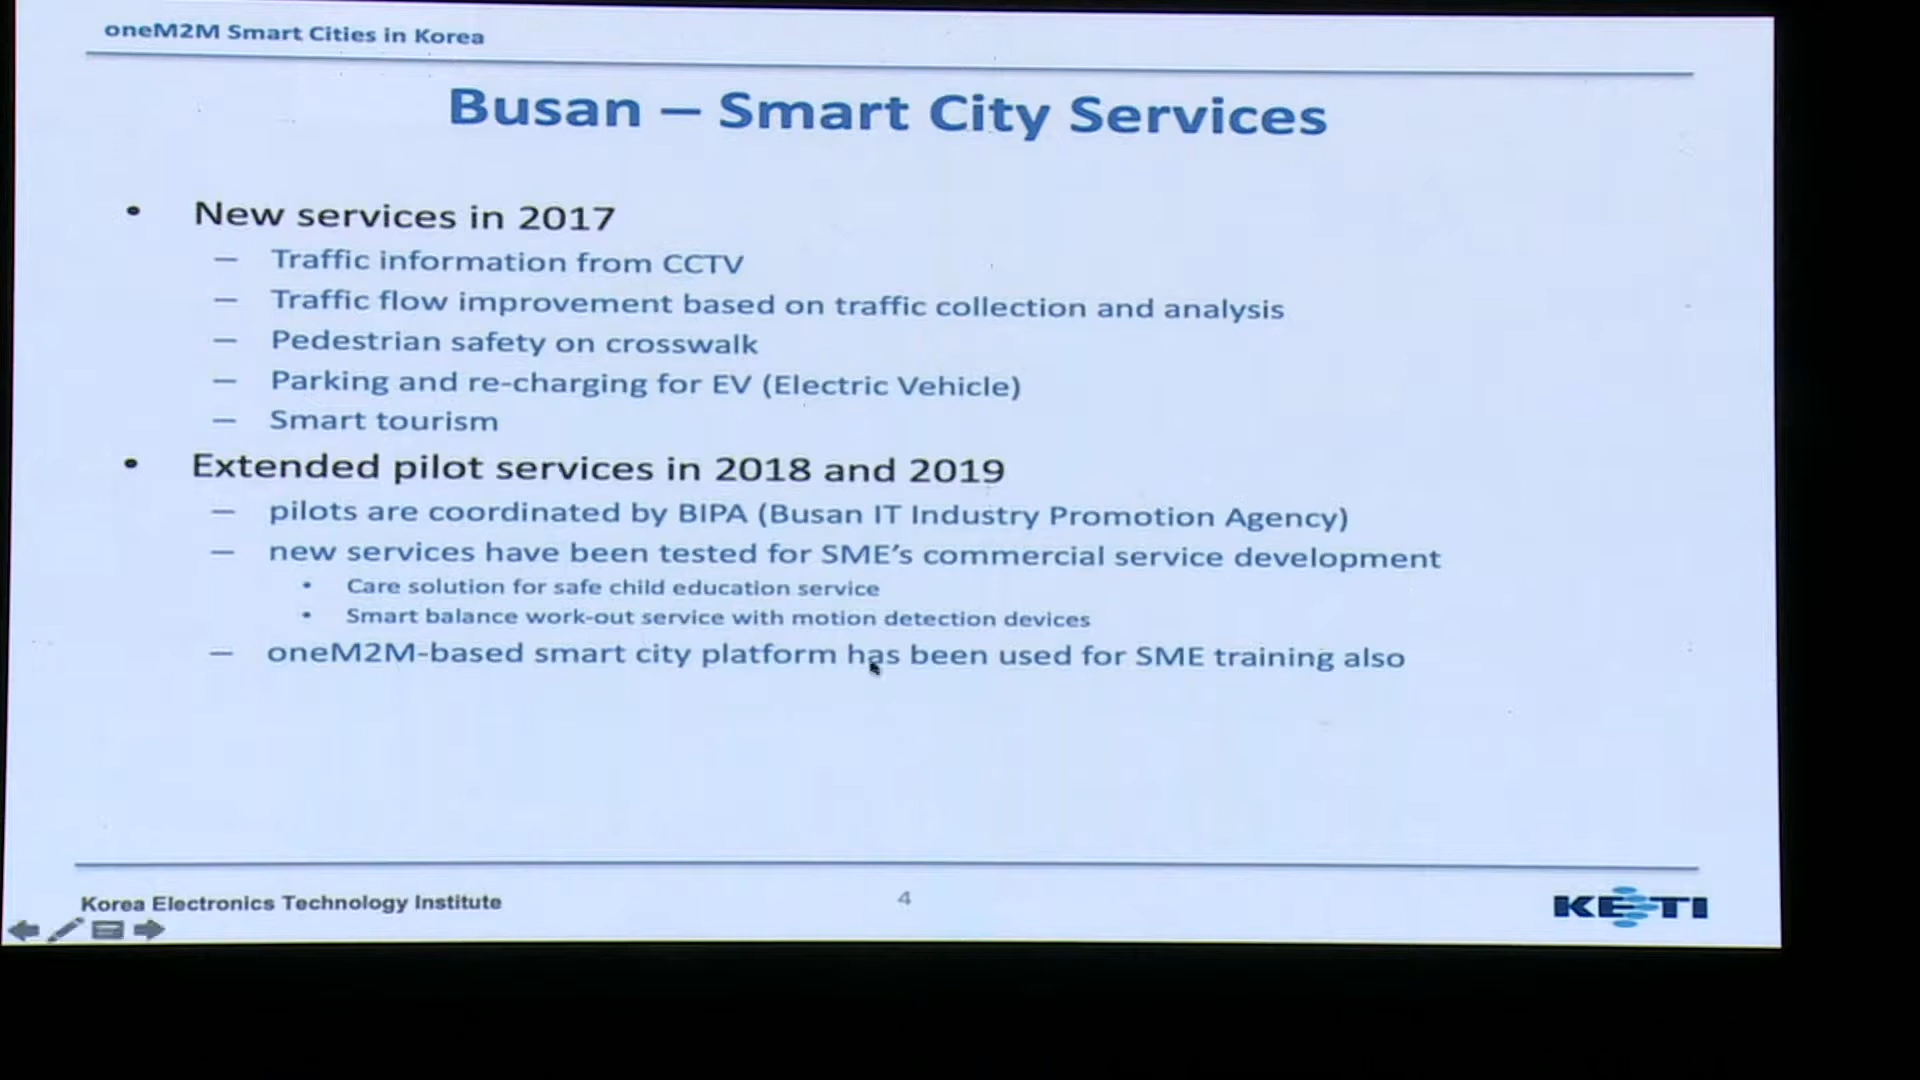 oneM2M Smart Cities in Korea
Busan – Smart City Services
• New services in 2017
– Traffic information from CCTV
– Traffic flow improvement based on traffic collection and analysis
– Pedestrian safety on crosswalk
– Parking and re-charging for EV (Electric Vehicle)
– Smart tourism
• Extended pilot services in 2018 and 2019
– pilots are coordinated by BIPA (Busan IT Industry Promotion Agency)
– new services have been tested for SME’s commercial service development
• Care solution for safe child education service
• Smart balance work-out service with motion detection devices
– oneM2M-based smart city platform has been used for SME training also
Korea Electronics Technology Institute
4
KETI